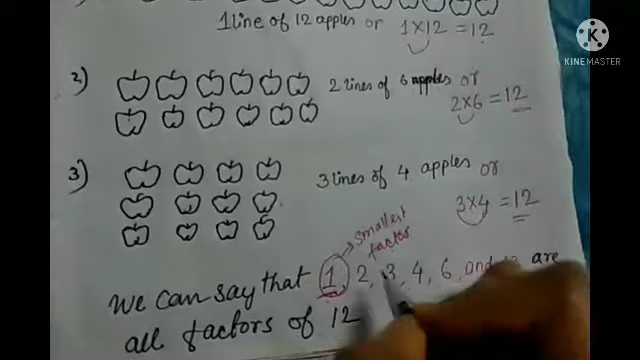 1 line of 12 apples or 1 x 12 = 12
KINEMASTER
2) 2 lines of 6 apples or
2 x 6 = 12
3) 3 lines of 4 apples or
3 x 4 = 12
smallest
factor
We can say that 1, 2, 3, 4, 6, and 12 are
all factors of 12